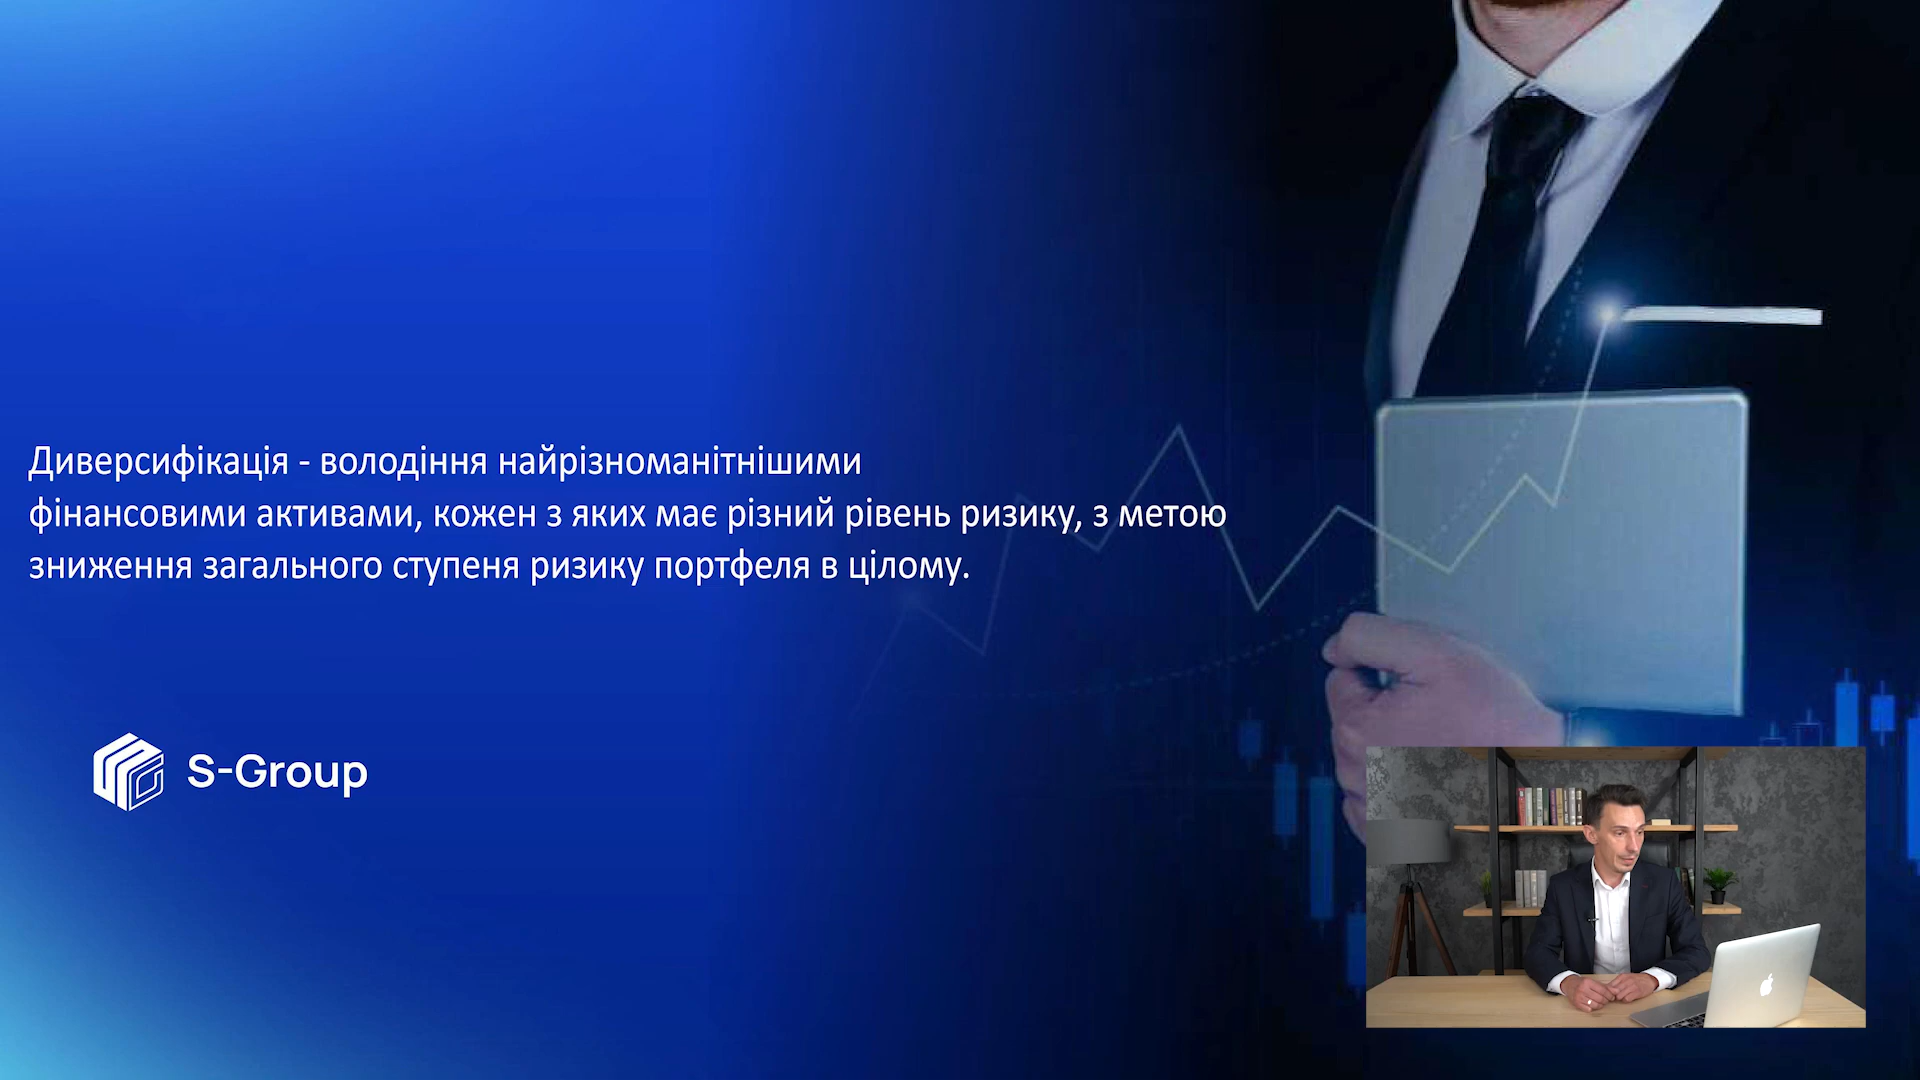 Диверсифікація - володіння найрізноманітнішими
фінансовими активами, кожен з яких має різний рівень ризику, з метою
зниження загального ступеня ризику портфеля в цілому.
S-Group